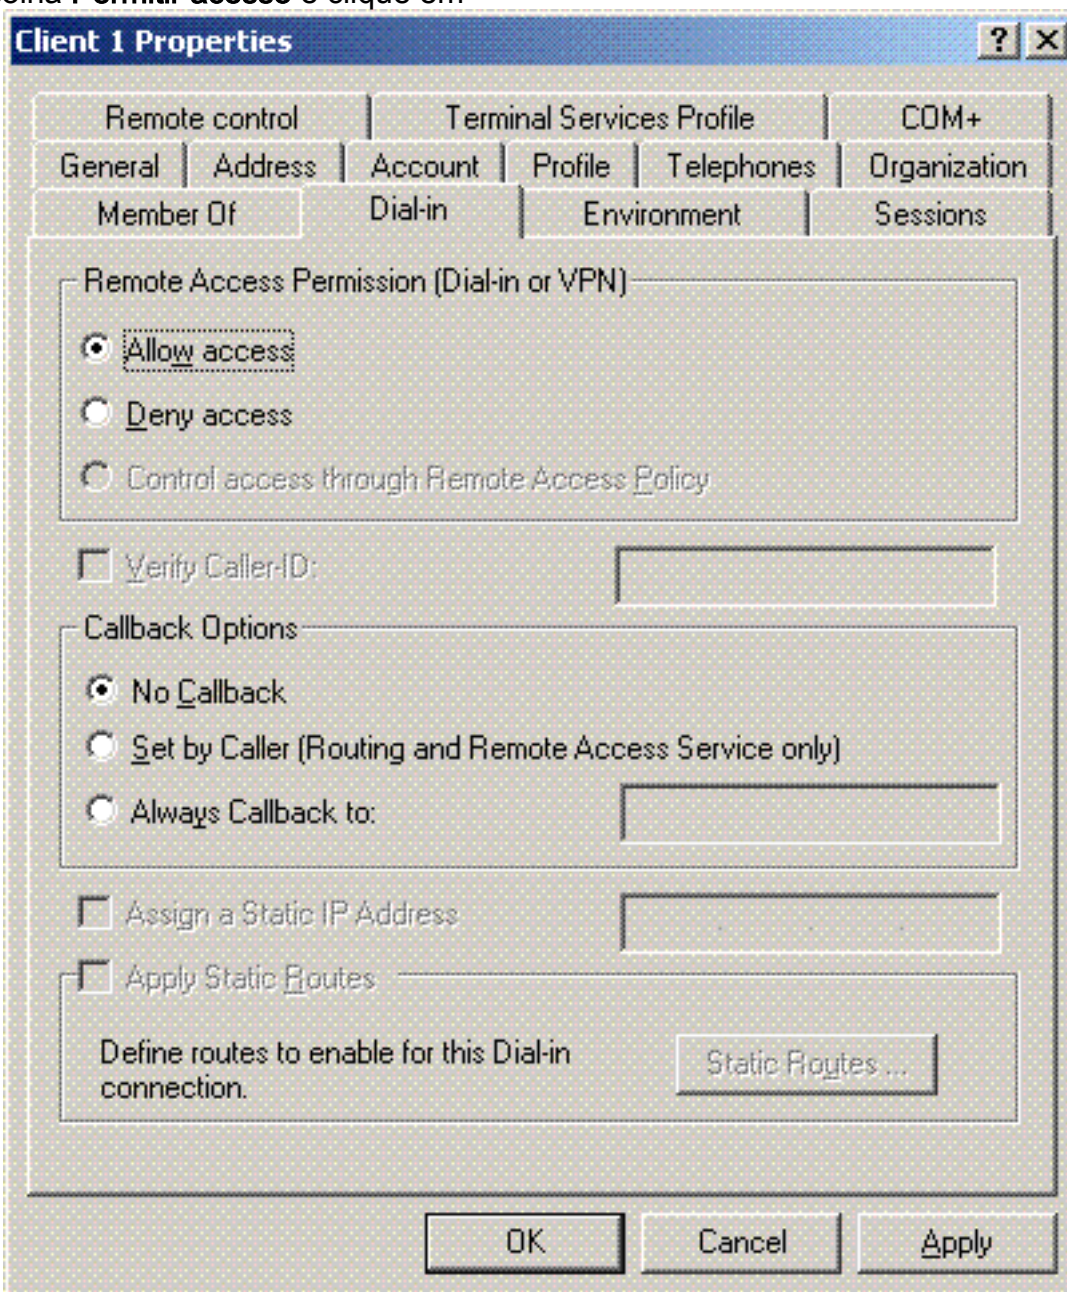 Permitir acesso e clique em
Client 1 Properties
Remote control Terminal Services Profile COM+
General Address Account Profile Telephones Organization
Member Of Dial-in Environment Sessions
Remote Access Permission (Dial-in or VPN)
Allow access
Deny access
Control access through Remote Access Policy
Verify Caller-ID:
Callback Options
No Callback
Set by Caller (Routing and Remote Access Service only)
Always Callback to:
Assign a Static IP Address
Apply Static Routes
Define routes to enable for this Dial-in
connection.
Static Routes ...
OK Cancel Apply